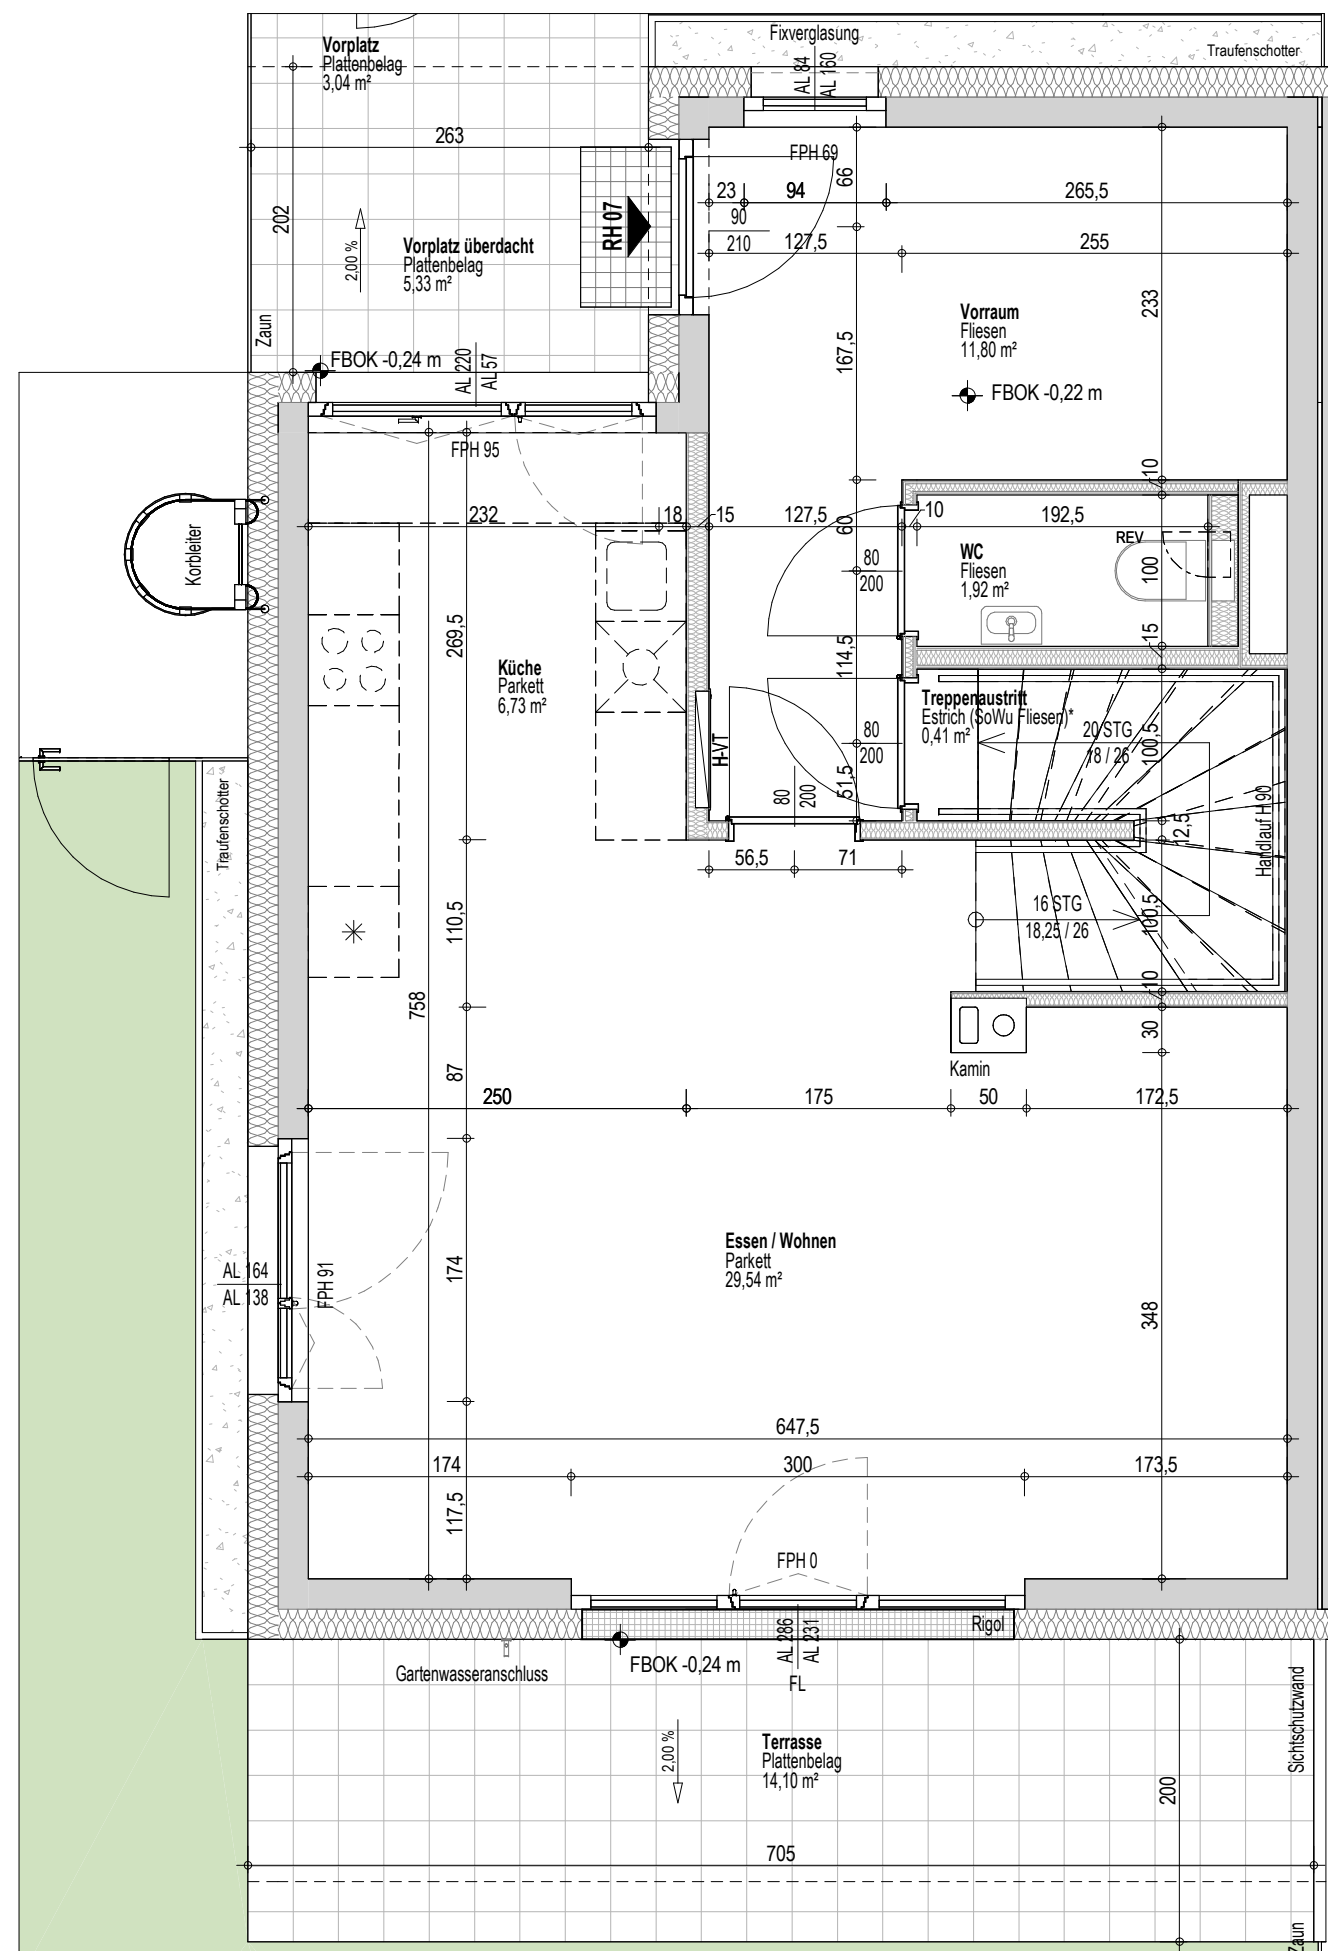 Vorplatz
Plattenbelag
3,04 m²
Fixverglasung
Traufenschotter
AL 84
AL 160
263
FPH 69
66
23
94
265,5
90
210
127,5
255
202
2,00 %
RH 07
Vorplatz überdacht
Plattenbelag
5,33 m²
Zaun
233
Vorraum
Fliesen
11,80 m²
167,5
FBOK -0,24 m
AL 220
AL 57
FBOK -0,22 m
FPH 95
10
232
18
15
127,5
60
10
192,5
Korbleiter
REV
WC
Fliesen
1,92 m²
80
200
100
269,5
114,5
15
Küche
Parkett
6,73 m²
Treppenaustritt
Estrich (SoWu Fliesen)*
0,41 m²
20 STG
18 / 26
100,5
H-VT
80
200
80
200
51,5
Traufenschotter
12,5
Handlauf H 90
56,5
71
110,5
16 STG
18,25 / 26
100,5
10
758
30
87
Kamin
250
175
50
172,5
Essen / Wohnen
Parkett
29,54 m²
AL 164
AL 138
FPH 91
174
348
647,5
174
300
173,5
117,5
FPH 0
AL 286
AL 231
Rigol
FBOK -0,24 m
Gartenwasseranschluss
FL
Sichtschutzwand
2,00 %
Terrasse
Plattenbelag
14,10 m²
200
705
Zaun